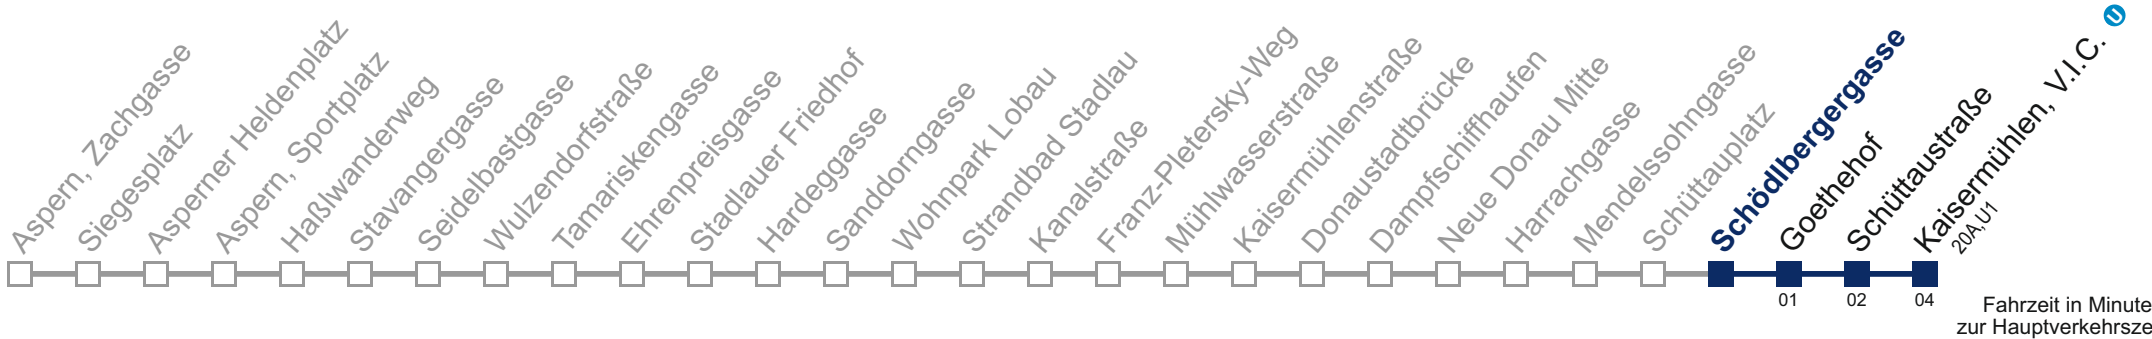 Aspern, Zachgasse
Siegesplatz
Asperner Heldenplatz
Aspern, Sportplatz
Haßlwanderweg
Stavangergasse
Seidelbastgasse
Wulzendorfstraße
Tamariskengasse
Ehrenpreisgasse
Stadlauer Friedhof
Hardeggasse
Sanddorngasse
Wohnpark Lobau
Strandbad Stadlau
Kanalstraße
Franz-Pletersky-Weg
Mühlwasserstraße
Kaisermühlenstraße
Donaustadtbrücke
Dampfschiffhaufen
Neue Donau Mitte
Harrachgasse
Mendelssohngasse
Schüttauplatz
Schödlbergergasse
Goethehof
Schüttaustraße
Kaisermühlen, V.I.C. U
20A,U1
01
02
04
Fahrzeit in Minute
zur Hauptverkehrsze